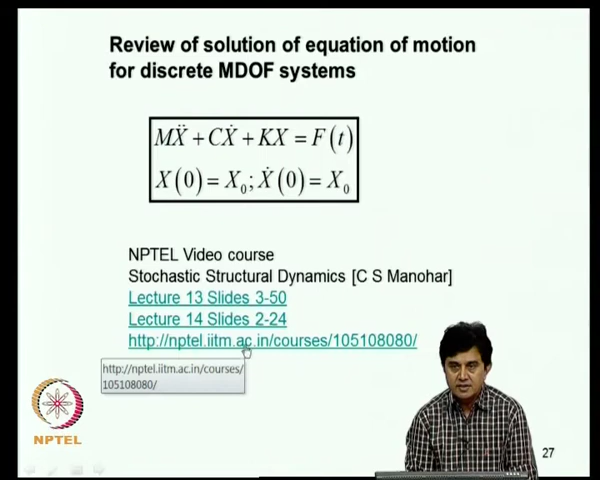 Review of solution of equation of motion
for discrete MDOF systems
MẌ + CẊ + KX = F(t)
X(0) = X₀; Ẋ(0) = X₀
NPTEL Video course
Stochastic Structural Dynamics [C S Manohar]
Lecture 13 Slides 3-50
Lecture 14 Slides 2-24
http://nptel.iitm.ac.in/courses/105108080/
http://nptel.iitm.ac.in/courses/
105108080/
NPTEL
27